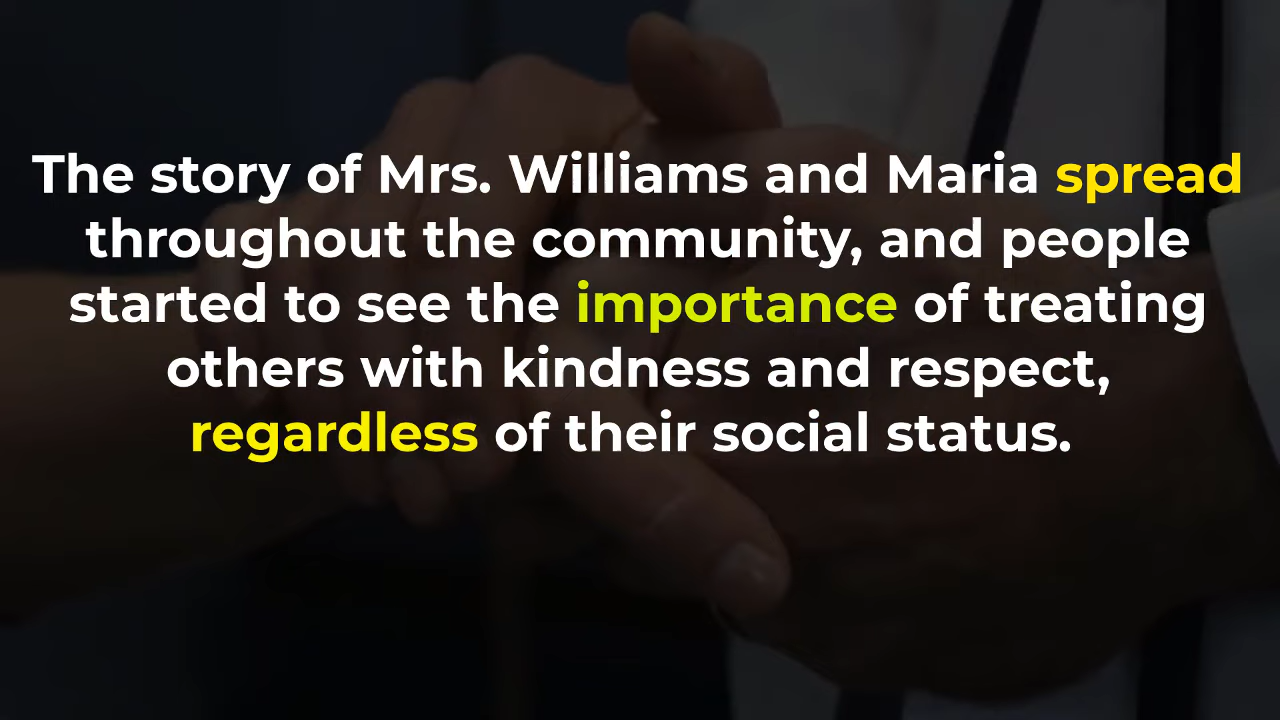 The story of Mrs. Williams and Maria spread
throughout the community, and people
started to see the importance of treating
others with kindness and respect,
regardless of their social status.